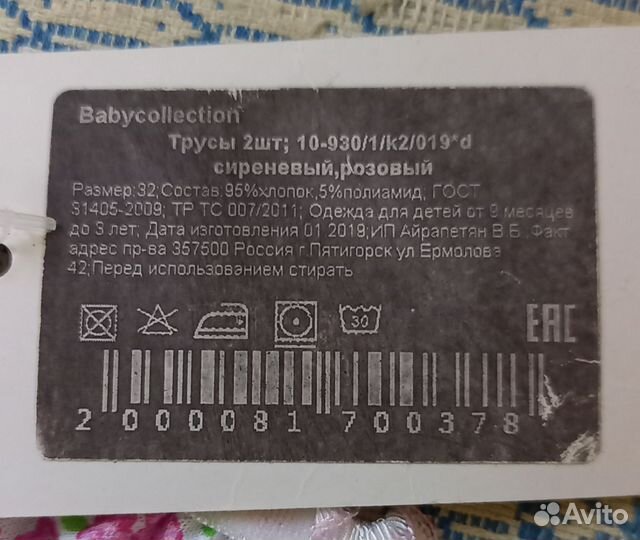 Babycollection
Трусы 2шт; 10-930/1/k2/019*d
сиреневый,розовый
Размер:32;Состав:95%хлопок,5%полиамид; ГОСТ
31405-2009; ТР ТС 007/2011; Одежда для детей от 9 месяцев
до 3 лет; Дата изготовления 01.2019;ИП Айрапетян В.Б.,Факт.
адрес пр-ва 357500 Россия г.Пятигорск ул Ермолова
42;Перед использованием стирать
30
EAC
2 000081 700378
Avito